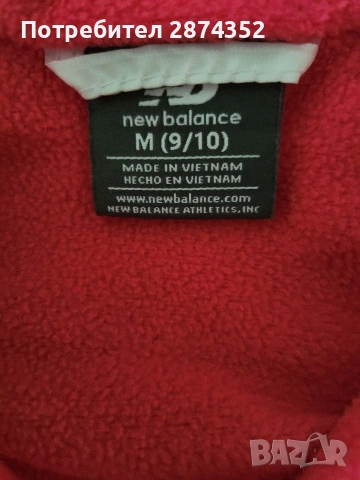 Потребител 2874352
new balance
M (9/10)
MADE IN VIETNAM
HECHO EN VIETNAM
www.newbalance.com
NEW BALANCE ATHLETICS, INC
BAZAR